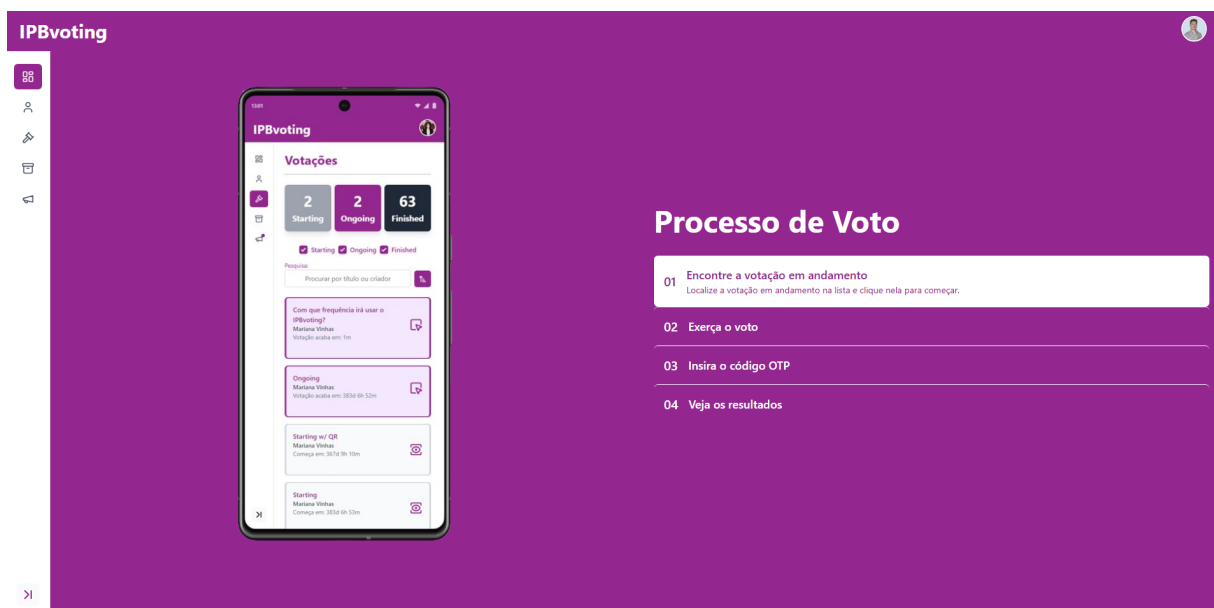 IPBvoting
13:01
IPBvoting
Votações
2
Starting
2
Ongoing
63
Finished
Starting Ongoing Finished
Pesquisa:
Procurar por título ou criador
Com que frequência irá usar o
IPBvoting?
Mariana Vinhas
Votação acaba em: 1m
Ongoing
Mariana Vinhas
Votação acaba em: 383d 6h 52m
Starting w/ QR
Mariana Vinhas
Começa em: 367d 9h 10m
Starting
Mariana Vinhas
Começa em: 383d 6h 53m
Processo de Voto
01 Encontre a votação em andamento
Localize a votação em andamento na lista e clique nela para começar.
02 Exerça o voto
03 Insira o código OTP
04 Veja os resultados